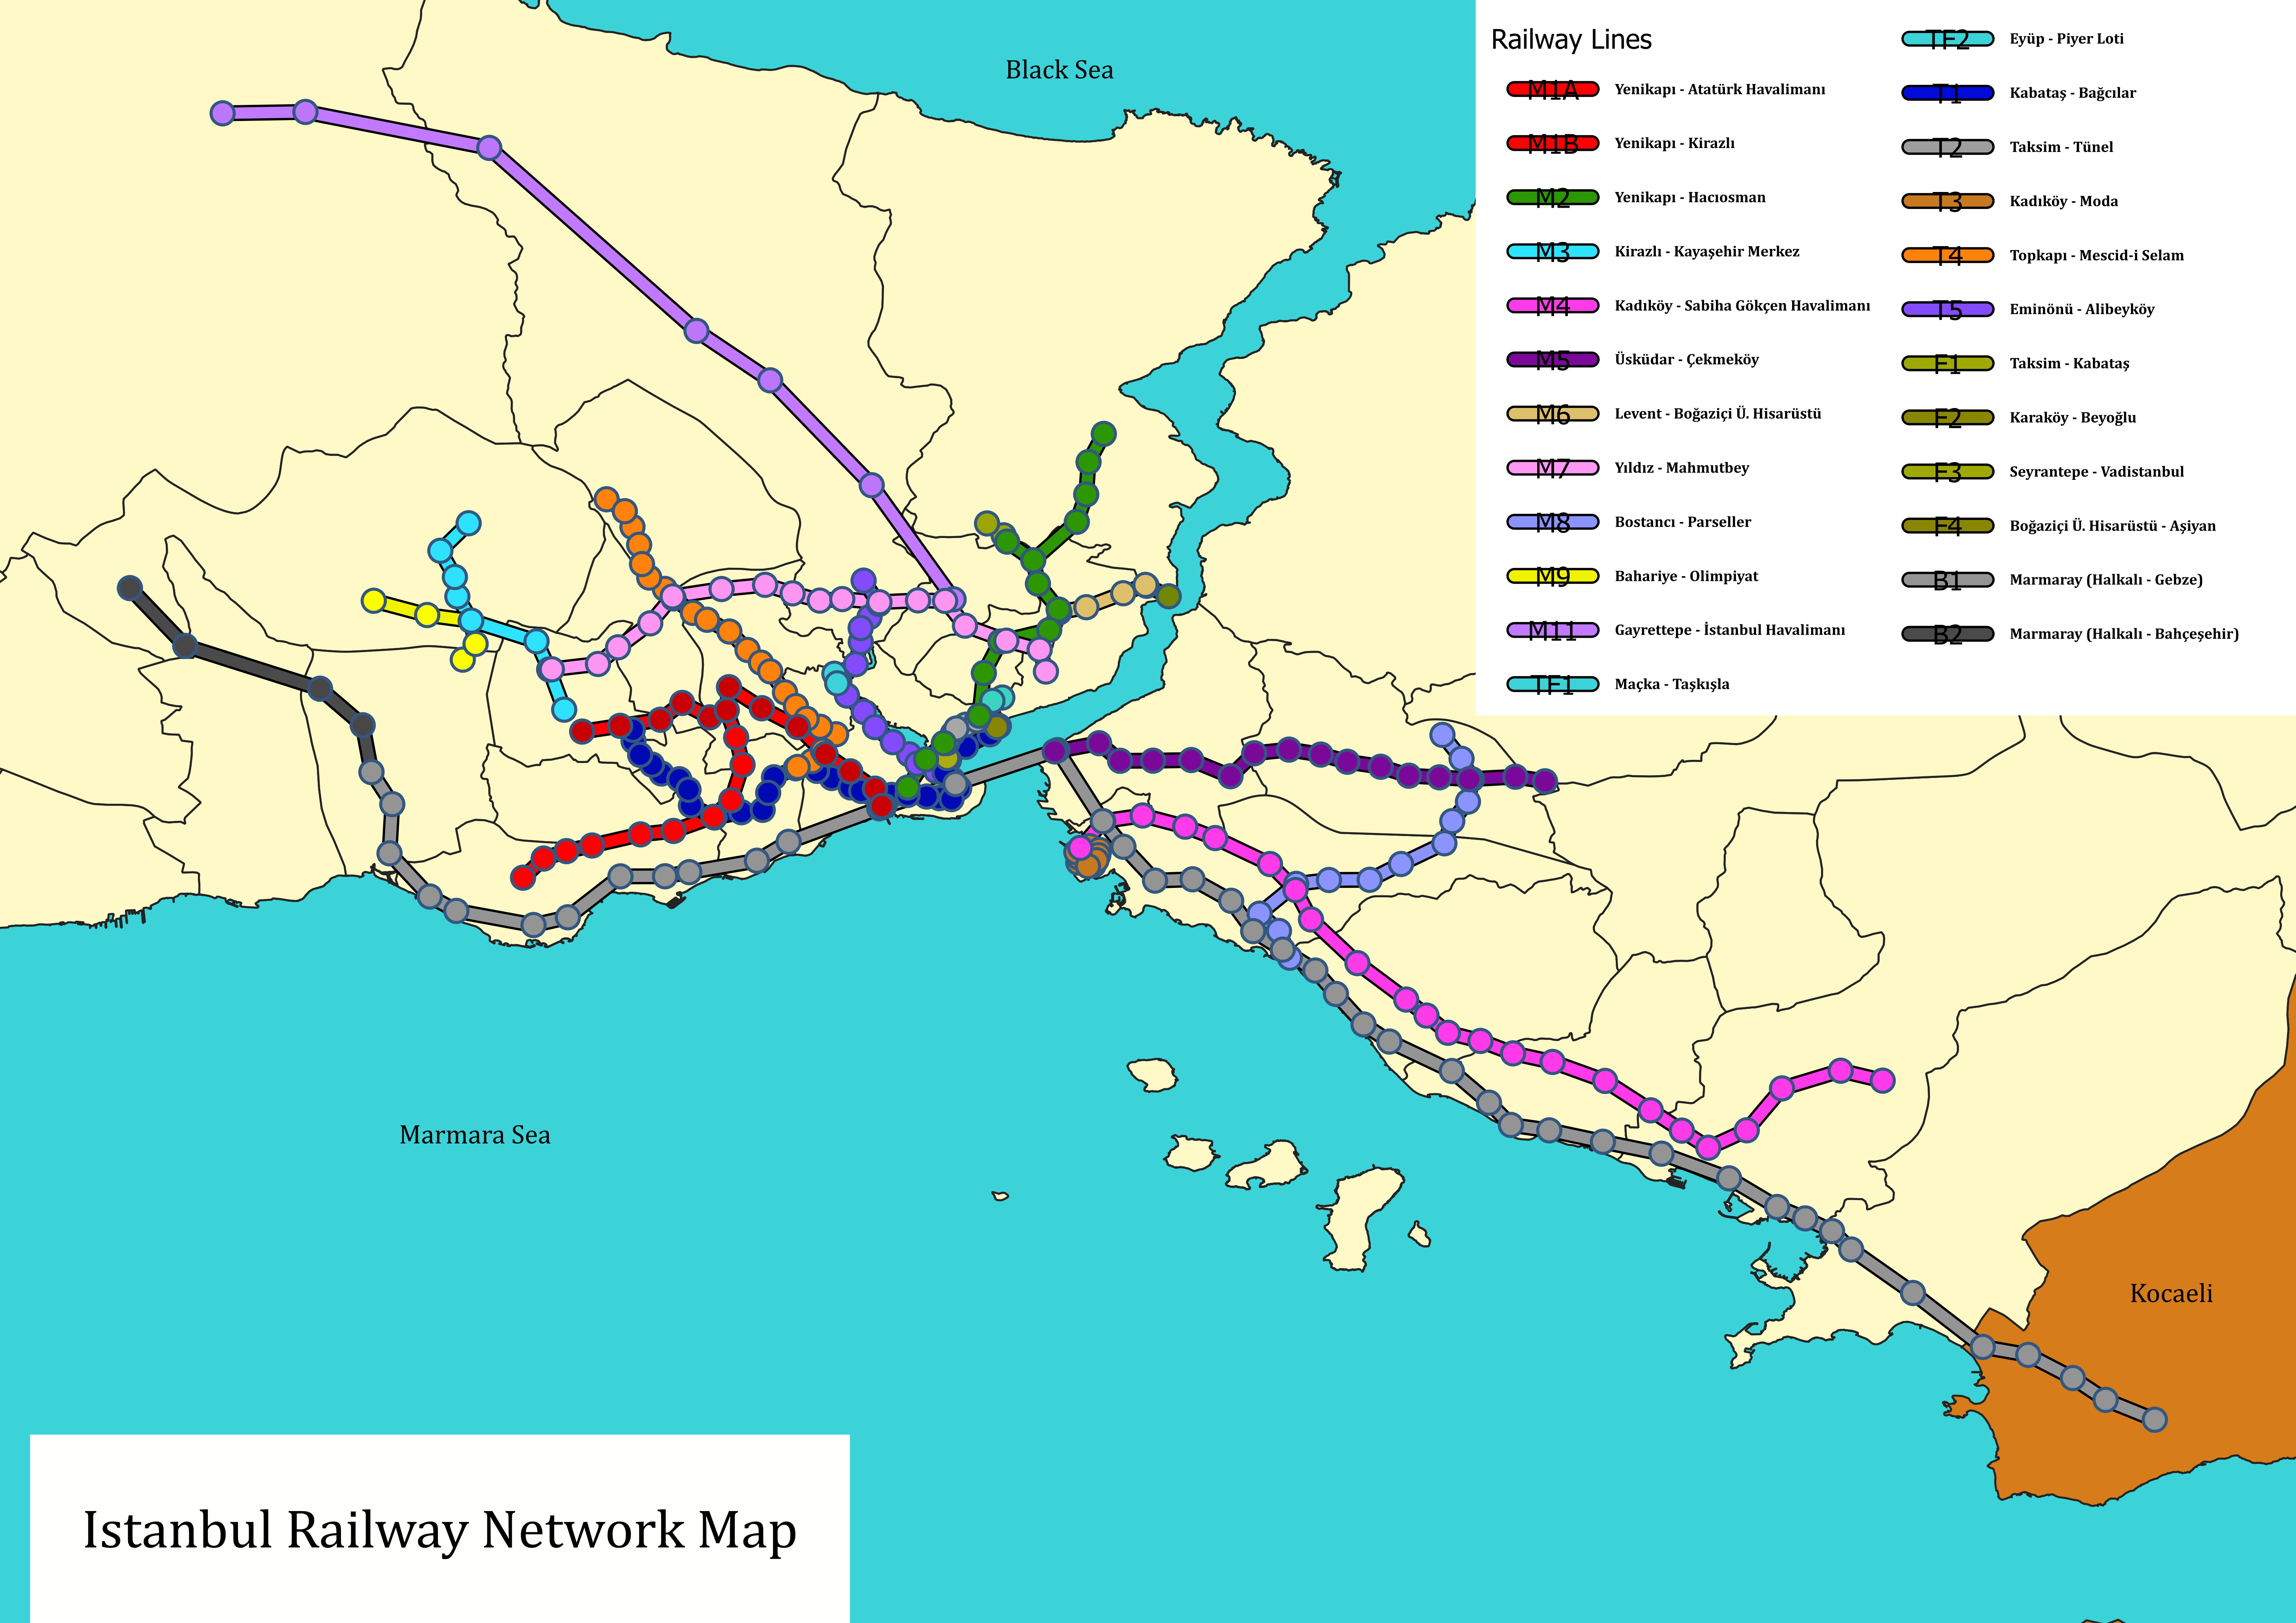 Black Sea
Marmara Sea
Kocaeli
Istanbul Railway Network Map
Railway Lines
M1A Yenikapı - Atatürk Havalimanı
M1B Yenikapı - Kirazlı
M2 Yenikapı - Hacıosman
M3 Kirazlı - Kayaşehir Merkez
M4 Kadıköy - Sabiha Gökçen Havalimanı
M5 Üsküdar - Çekmeköy
M6 Levent - Boğaziçi Ü. Hisarüstü
M7 Yıldız - Mahmutbey
M8 Bostancı - Parseller
M9 Bahariye - Olimpiyat
M11 Gayrettepe - İstanbul Havalimanı
TF1 Maçka - Taşkışla
TF2 Eyüp - Piyer Loti
T1 Kabataş - Bağcılar
T2 Taksim - Tünel
T3 Kadıköy - Moda
T4 Topkapı - Mescid-i Selam
T5 Eminönü - Alibeyköy
F1 Taksim - Kabataş
F2 Karaköy - Beyoğlu
F3 Seyrantepe - Vadistanbul
F4 Boğaziçi Ü. Hisarüstü - Aşiyan
B1 Marmaray (Halkalı - Gebze)
B2 Marmaray (Halkalı - Bahçeşehir)